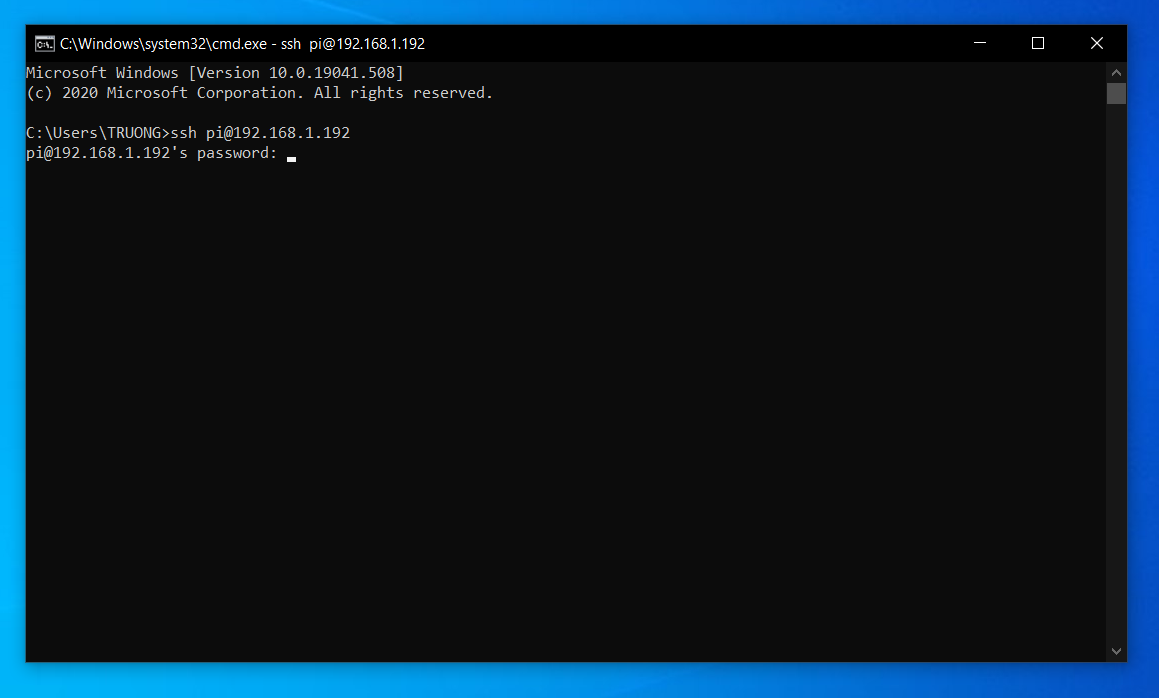 C:\Windows\system32\cmd.exe - ssh  pi@192.168.1.192
Microsoft Windows [Version 10.0.19041.508]
(c) 2020 Microsoft Corporation. All rights reserved.
C:\Users\TRUONG>ssh pi@192.168.1.192
pi@192.168.1.192's password: